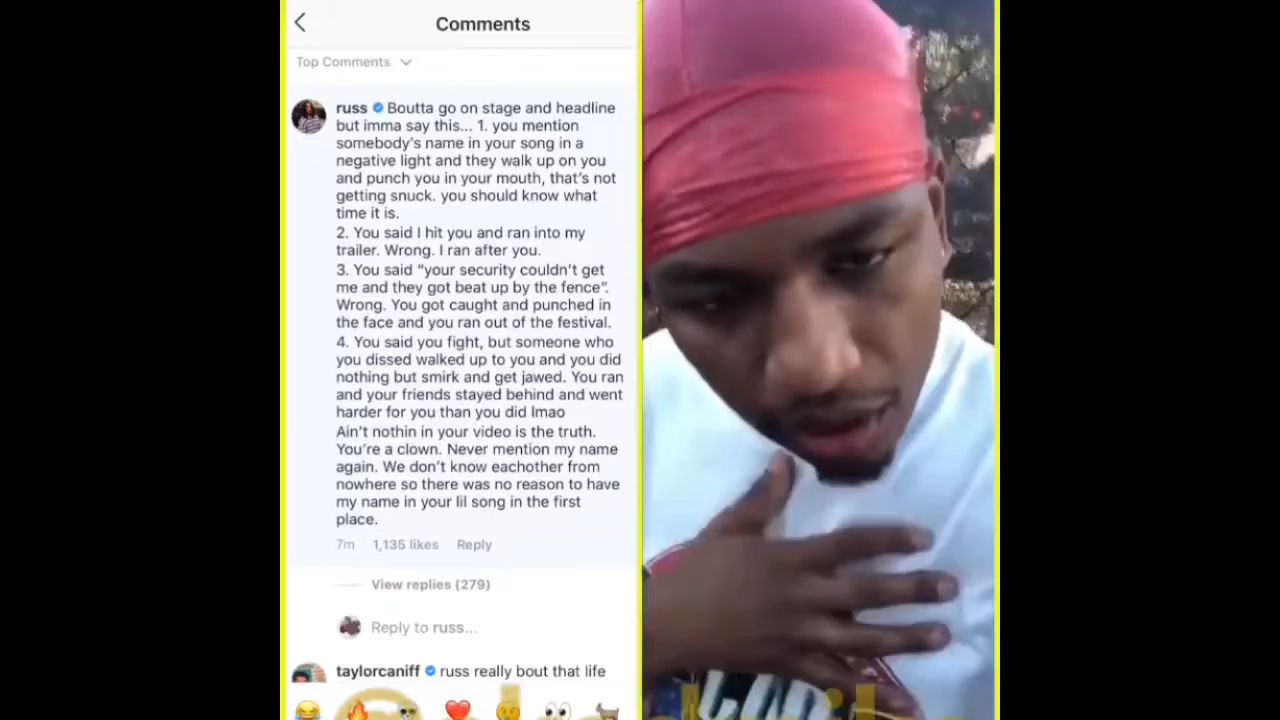 Comments
Top Comments
russ Boutta go on stage and headline
but imma say this... 1. you mention
somebody's name in your song in a
negative light and they walk up on you
and punch you in your mouth, that's not
getting snuck. you should know what
time it is.
2. You said I hit you and ran into my
trailer. Wrong. I ran after you.
3. You said "your security couldn't get
me and they got beat up by the fence".
Wrong. You got caught and punched in
the face and you ran out of the festival.
4. You said you fight, but someone who
you dissed walked up to you and you did
nothing but smirk and get jawed. You ran
and your friends stayed behind and went
harder for you than you did lmao
Ain't nothin in your video is the truth.
You're a clown. Never mention my name
again. We don't know eachother from
nowhere so there was no reason to have
my name in your lil song in the first
place.
7m 1,135 likes Reply
View replies (279)
Reply to russ...
taylorcaniff russ really bout that life